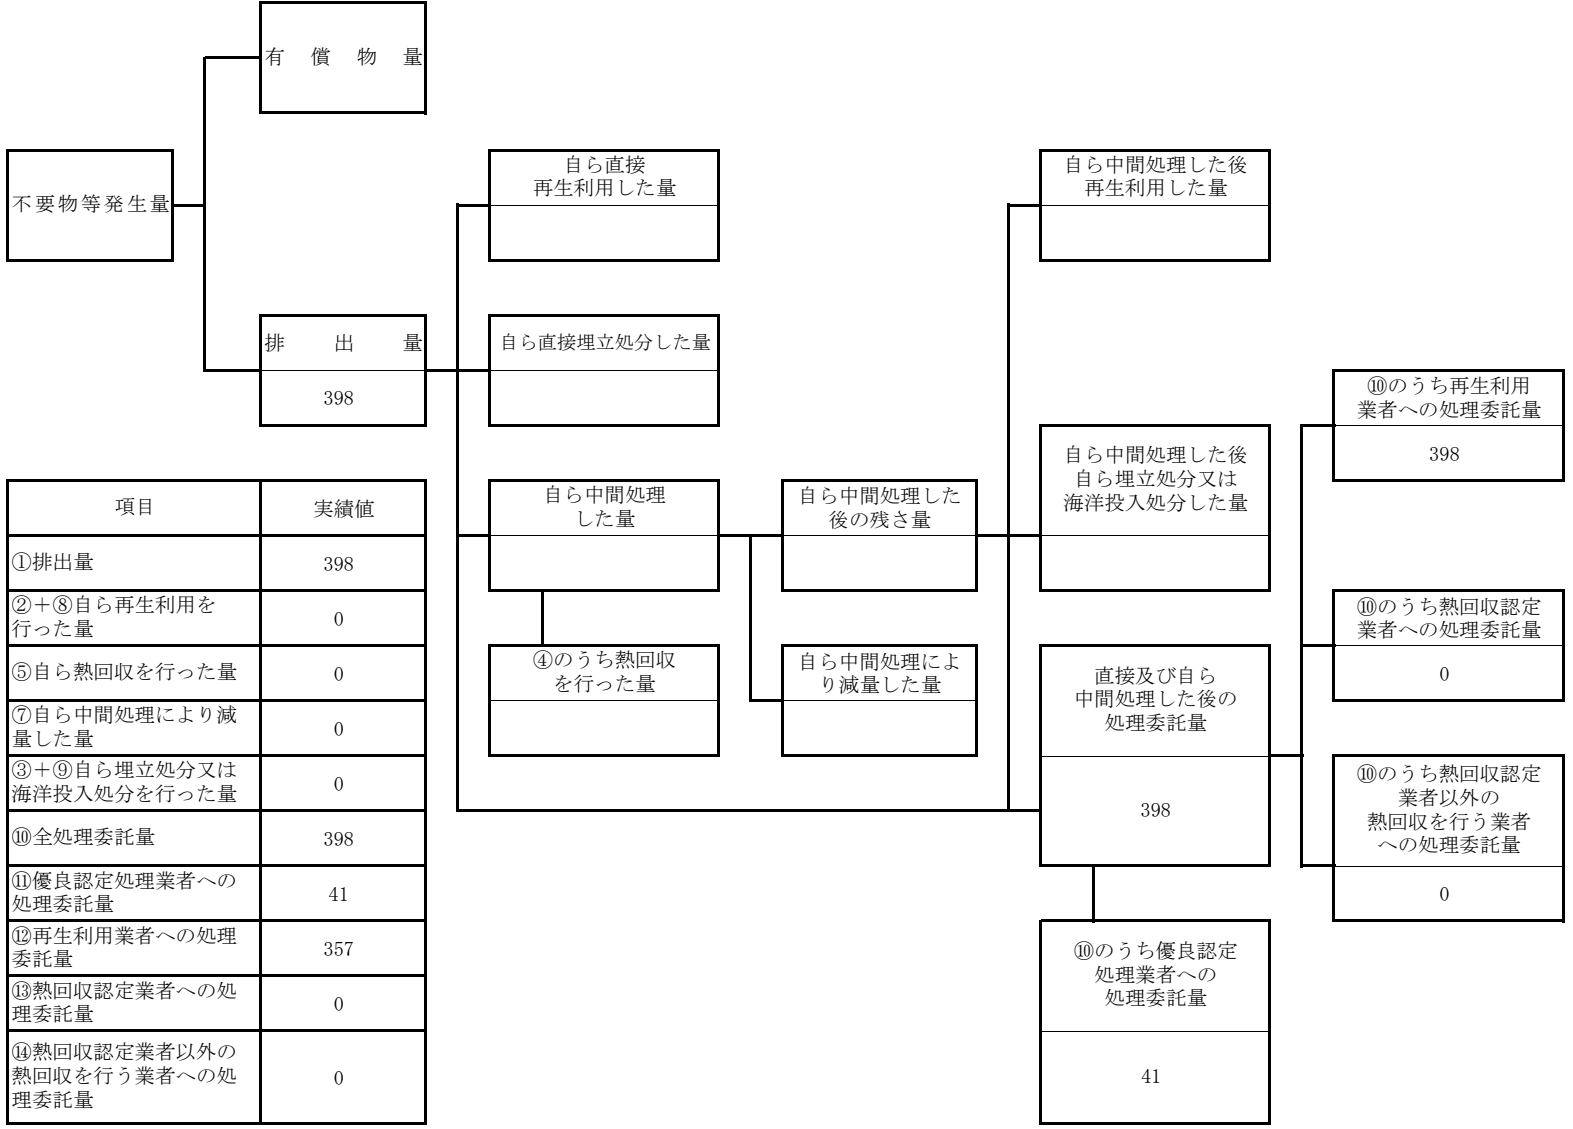 有償物量
不要物等発生量
自ら直接
再生利用した量
自ら中間処理した後
再生利用した量
排出量
398
自ら直接埋立処分した量
⑩のうち再生利用
業者への処理委託量
398
自ら中間処理した後
自ら埋立処分又は
海洋投入処分した量
自ら中間処理
した量
自ら中間処理した
後の残さ量
⑩のうち熱回収認定
業者への処理委託量
0
④のうち熱回収
を行った量
自ら中間処理によ
り減量した量
直接及び自ら
中間処理した後の
処理委託量
398
⑩のうち熱回収認定
業者以外の
熱回収を行う業者
への処理委託量
0
⑩のうち優良認定
処理業者への
処理委託量
41
項目 実績値
①排出量 398
②＋⑧自ら再生利用を
行った量 0
⑤自ら熱回収を行った量 0
⑦自ら中間処理により減
量した量 0
③＋⑨自ら埋立処分又は
海洋投入処分を行った量 0
⑩全処理委託量 398
⑪優良認定処理業者への
処理委託量 41
⑫再生利用業者への処理
委託量 357
⑬熱回収認定業者への処
理委託量 0
⑭熱回収認定業者以外の
熱回収を行う業者への処
理委託量 0